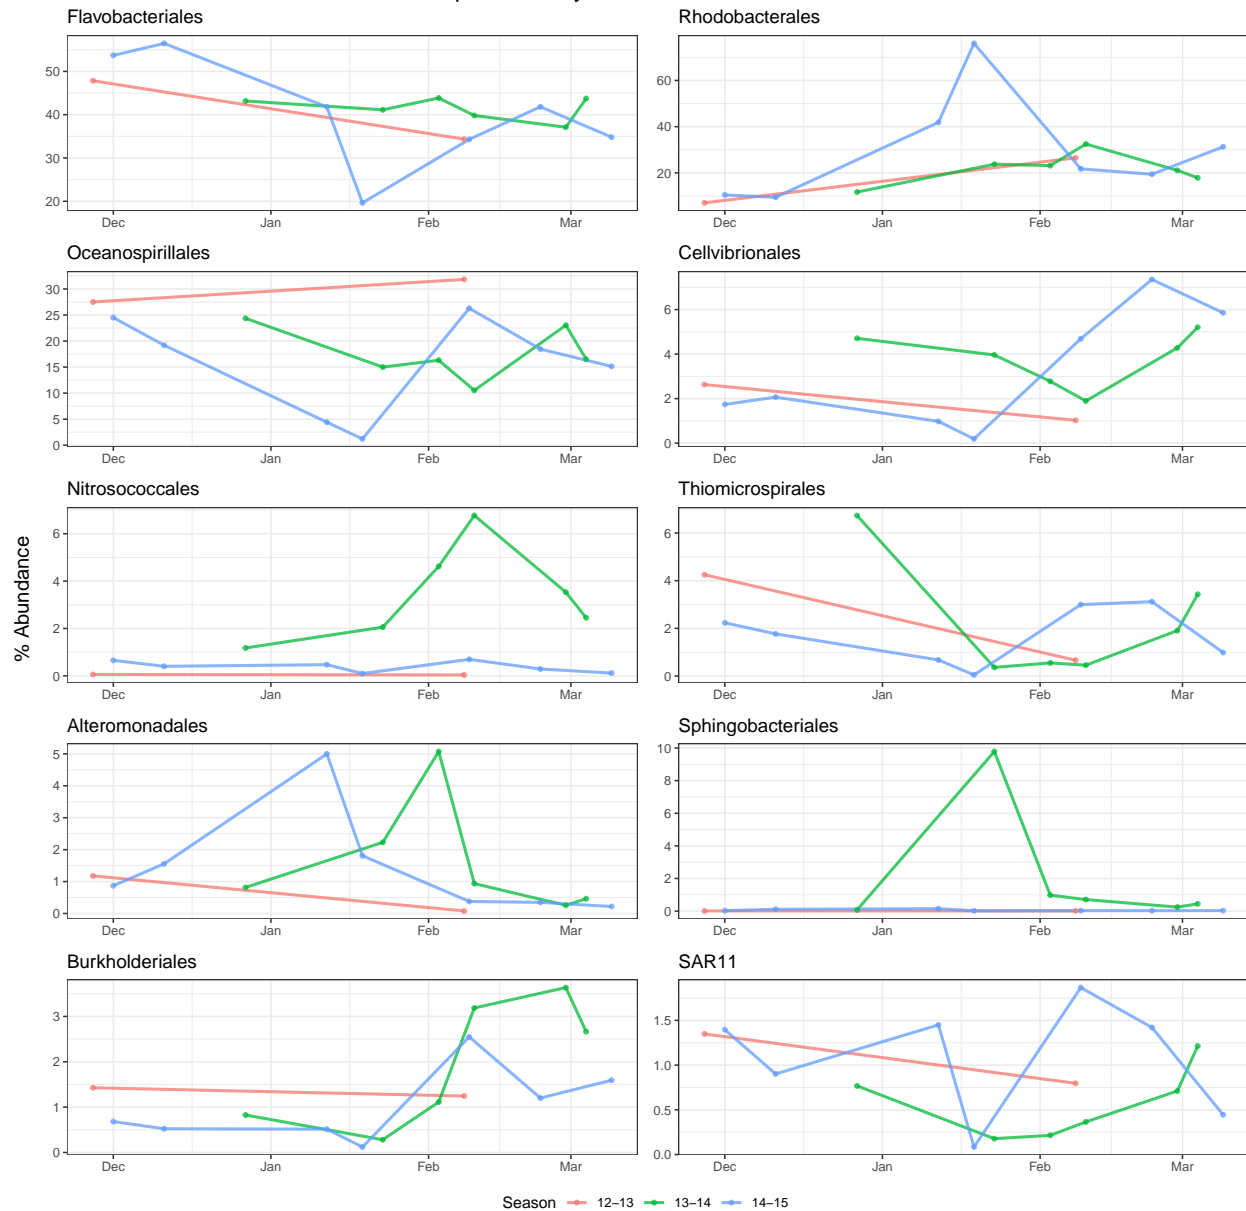 Flavobacteriales
Rhodobacterales
50
40
30
20
Dec Jan Feb Mar
60
40
20
Dec Jan Feb Mar
Oceanospirillales
Cellvibrionales
30
25
20
15
10
5
0
Dec Jan Feb Mar
6
4
2
0
Dec Jan Feb Mar
% Abundance
Nitrosococcales
Thiomicrospirales
6
4
2
0
Dec Jan Feb Mar
6
4
2
0
Dec Jan Feb Mar
Alteromonadales
Sphingobacteriales
5
4
3
2
1
0
Dec Jan Feb Mar
10
8
6
4
2
0
Dec Jan Feb Mar
Burkholderiales
SAR11
3
2
1
0
Dec Jan Feb Mar
1.5
1.0
0.5
0.0
Dec Jan Feb Mar
Season 12–13 13–14 14–15